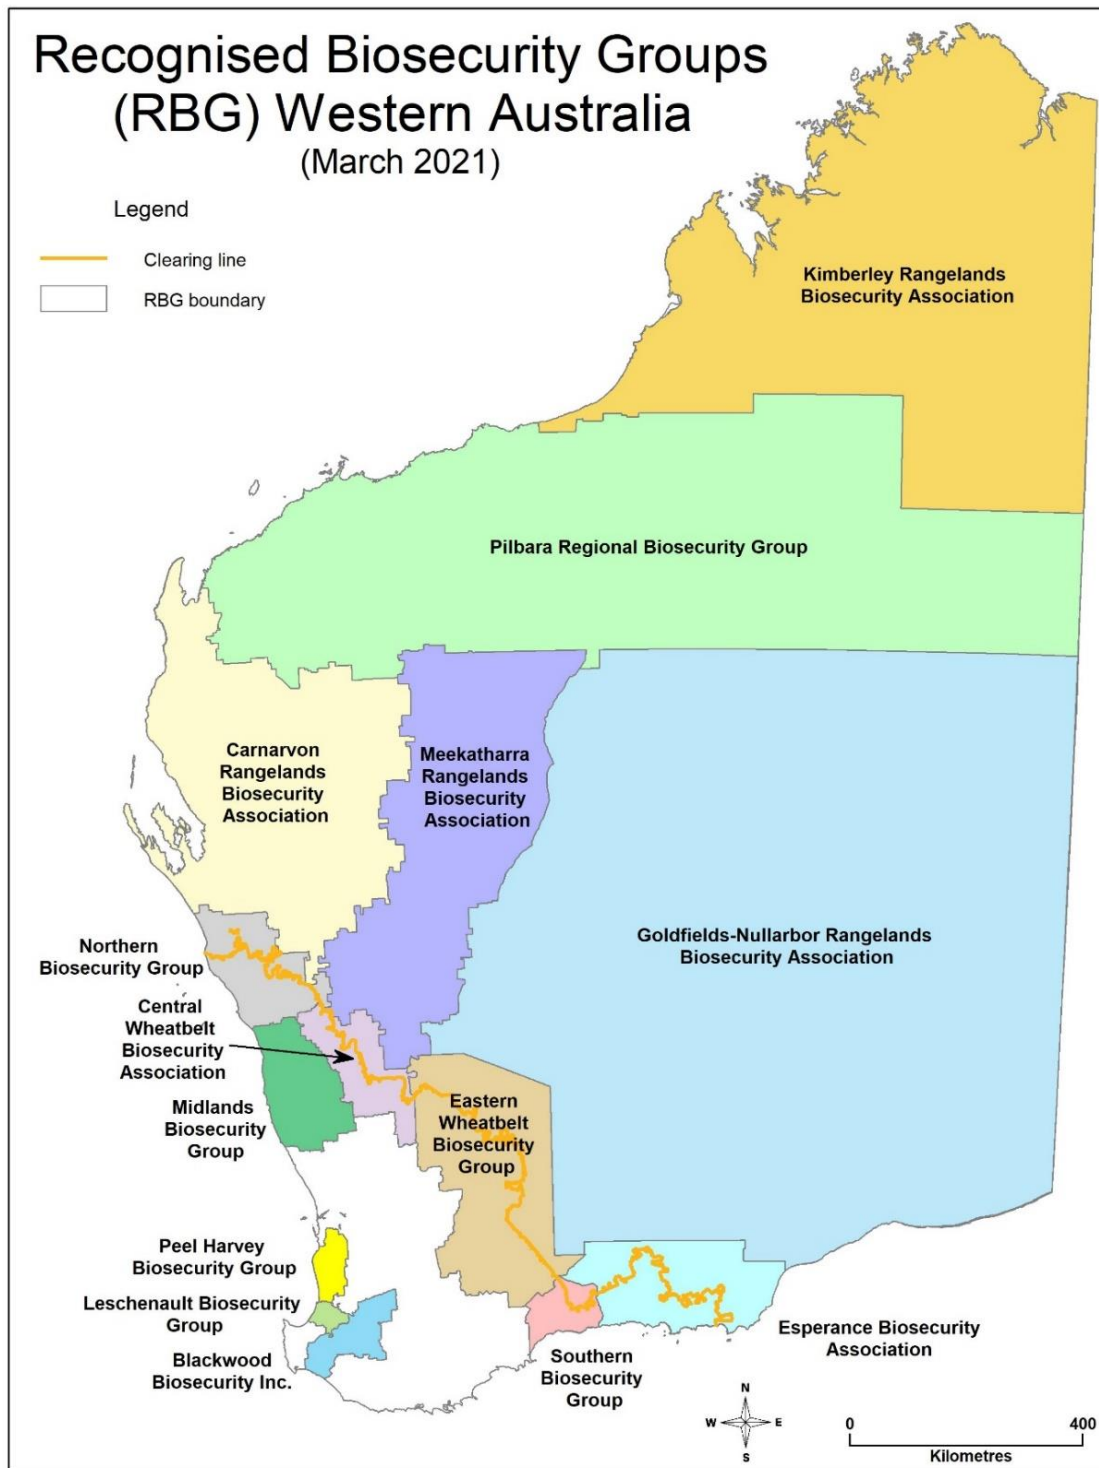 Recognised Biosecurity Groups
(RBG) Western Australia
(March 2021)
Legend
Clearing line
RBG boundary
Kimberley Rangelands
Biosecurity Association
Pilbara Regional Biosecurity Group
Carnarvon
Rangelands
Biosecurity
Association
Meekatharra
Rangelands
Biosecurity
Association
Goldfields-Nullarbor Rangelands
Biosecurity Association
Northern
Biosecurity Group
Central
Wheatbelt
Biosecurity
Association
Midlands
Biosecurity
Group
Eastern
Wheatbelt
Biosecurity
Group
Peel Harvey
Biosecurity Group
Leschenault Biosecurity
Group
Blackwood
Biosecurity Inc.
Southern
Biosecurity
Group
Esperance Biosecurity
Association
N
W
E
S
0
400
Kilometres